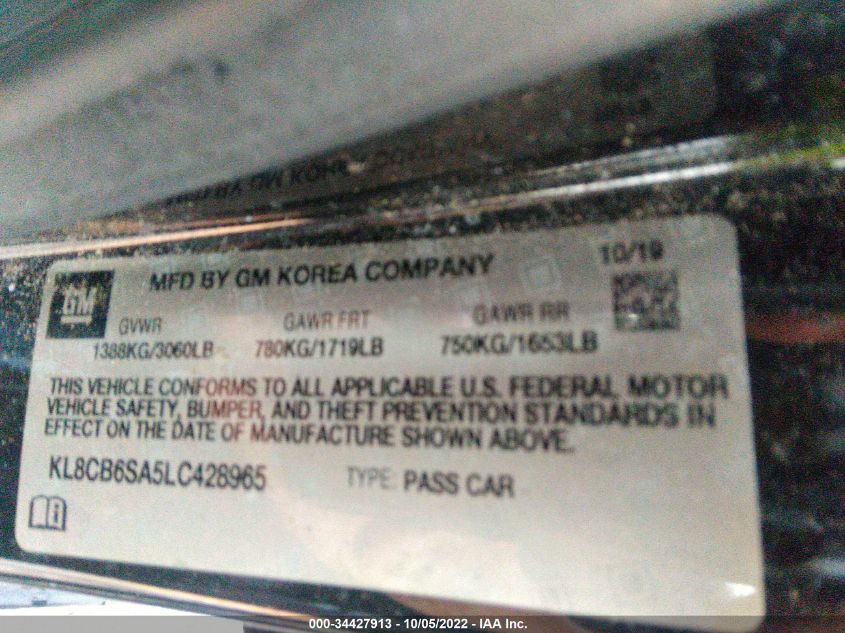 MFD BY GM KOREA COMPANY 10/19
GM
GVWR GAWR FRT GAWR RR
1388KG/3060LB 780KG/1719LB 750KG/1653LB
THIS VEHICLE CONFORMS TO ALL APPLICABLE U.S. FEDERAL MOTOR
VEHICLE SAFETY, BUMPER, AND THEFT PREVENTION STANDARDS IN
EFFECT ON THE DATE OF MANUFACTURE SHOWN ABOVE.
KL8CB6SA5LC428965 TYPE: PASS CAR
000-34427913 - 10/05/2022 - IAA Inc.